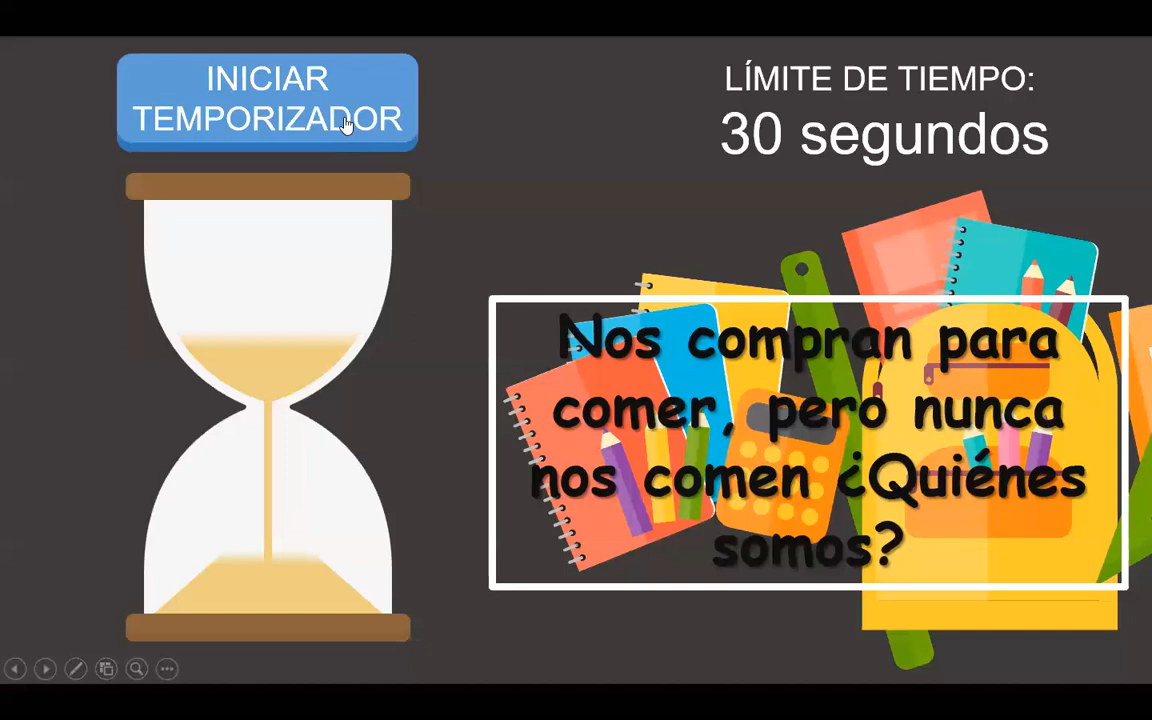 INICIAR
TEMPORIZADOR
LÍMITE DE TIEMPO:
30 segundos
Nos compran para
comer, pero nunca
nos comen ¿Quiénes
somos?